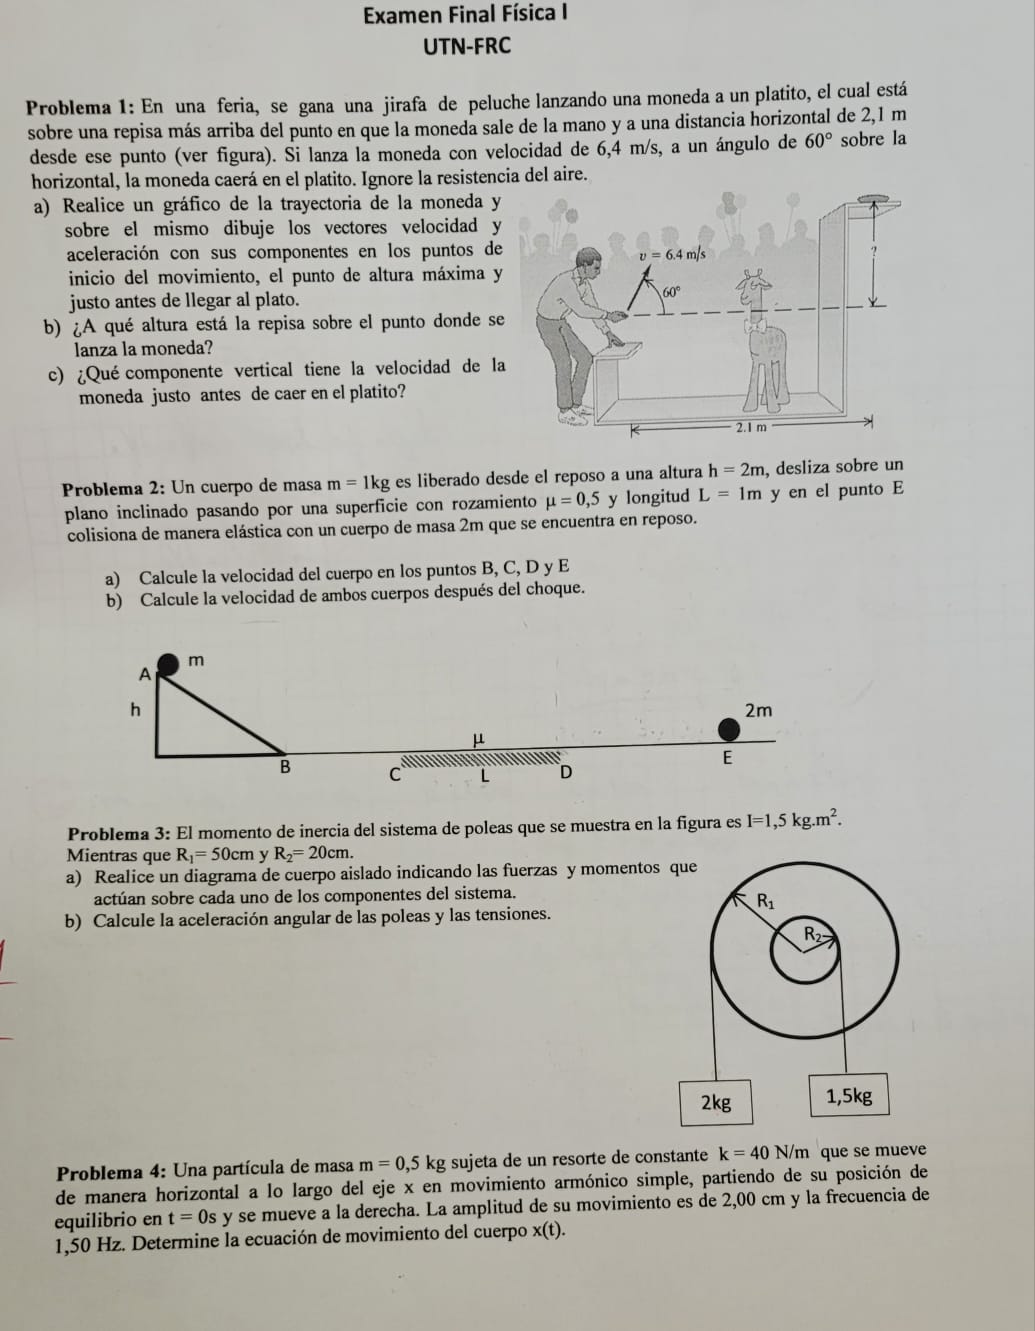 Examen Final Física I
UTN-FRC
Problema 1: En una feria, se gana una jirafa de peluche lanzando una moneda a un platito, el cual está
sobre una repisa más arriba del punto en que la moneda sale de la mano y a una distancia horizontal de 2,1 m
desde ese punto (ver figura). Si lanza la moneda con velocidad de 6,4 m/s, a un ángulo de 60° sobre la
horizontal, la moneda caerá en el platito. Ignore la resistencia del aire.
a) Realice un gráfico de la trayectoria de la moneda y
sobre el mismo dibuje los vectores velocidad y
aceleración con sus componentes en los puntos de
inicio del movimiento, el punto de altura máxima y
justo antes de llegar al plato.
b) ¿A qué altura está la repisa sobre el punto donde se
lanza la moneda?
c) ¿Qué componente vertical tiene la velocidad de la
moneda justo antes de caer en el platito?
v = 6.4 m/s
?
60°
2.1 m
Problema 2: Un cuerpo de masa m = 1kg es liberado desde el reposo a una altura h = 2m, desliza sobre un
plano inclinado pasando por una superficie con rozamiento μ = 0,5 y longitud L = 1m y en el punto E
colisiona de manera elástica con un cuerpo de masa 2m que se encuentra en reposo.
a) Calcule la velocidad del cuerpo en los puntos B, C, D y E
b) Calcule la velocidad de ambos cuerpos después del choque.
A m
h
2m
μ
B C L D E
Problema 3: El momento de inercia del sistema de poleas que se muestra en la figura es I=1,5 kg.m².
Mientras que R₁= 50cm y R₂= 20cm.
a) Realice un diagrama de cuerpo aislado indicando las fuerzas y momentos que
actúan sobre cada uno de los componentes del sistema.
b) Calcule la aceleración angular de las poleas y las tensiones.
R₁
R₂
2kg
1,5kg
Problema 4: Una partícula de masa m = 0,5 kg sujeta de un resorte de constante k = 40 N/m que se mueve
de manera horizontal a lo largo del eje x en movimiento armónico simple, partiendo de su posición de
equilibrio en t = 0s y se mueve a la derecha. La amplitud de su movimiento es de 2,00 cm y la frecuencia de
1,50 Hz. Determine la ecuación de movimiento del cuerpo x(t).